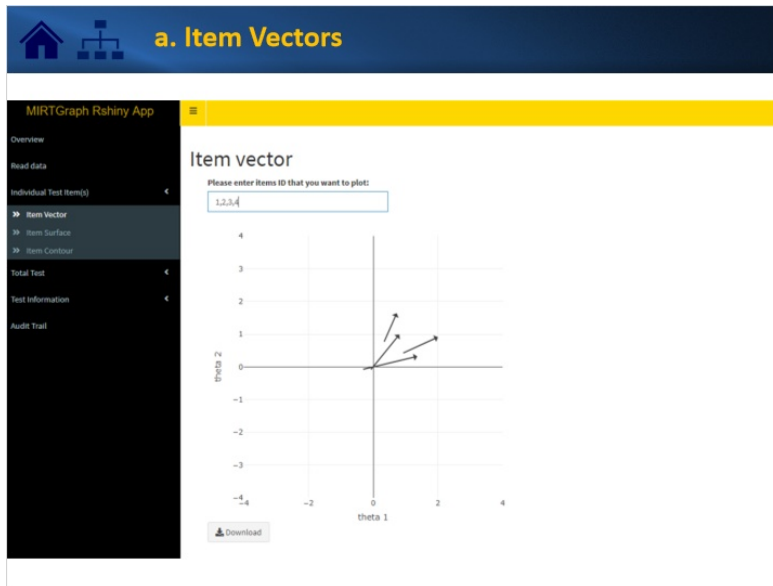 a. Item Vectors
MIRTGraph Rshiny App
Overview
Read data
Individual Test Item(s)
Item Vector
Item Surface
Item Contour
Total Test
Test Information
Audit Trail
Item vector
Please enter items ID that you want to plot:
1,2,3,4
4
3
2
1
0
−1
−2
−3
−4
theta 2
−4
−2
0
2
4
theta 1
Download